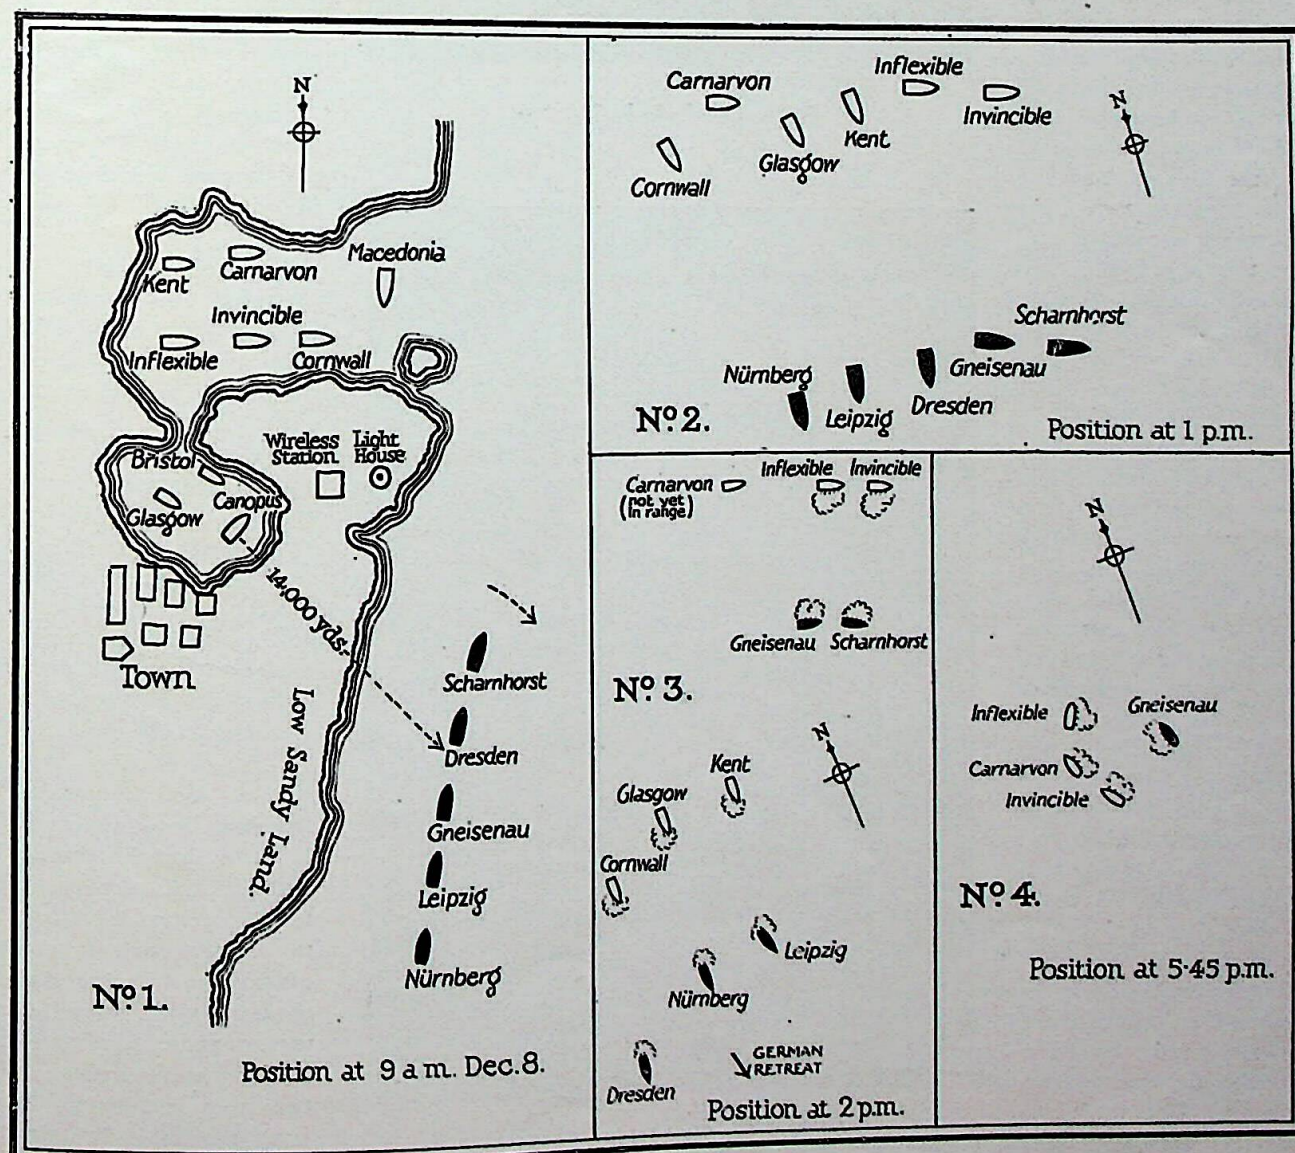 N
Macedonia
Kent
Carnarvon
Invincible
Inflexible
Cornwall
Wireless
Station
Light
House
Bristol
Canopus
Glasgow
14,000 yds.
Town
Low Sandy Land.
Scharnhorst
Dresden
Gneisenau
Leipzig
Nürnberg
Nº 1.
Position at 9 a m. Dec. 8.
Carnarvon
Inflexible
Invincible
Kent
Glasgow
Cornwall
N
Scharnhorst
Gneisenau
Nürnberg
Leipzig
Dresden
Nº 2.
Position at 1 p.m.
Carnarvon
(not yet
in range)
Inflexible
Invincible
Gneisenau
Scharnhorst
Nº 3.
N
Kent
Glasgow
Cornwall
Leipzig
Nürnberg
Dresden
GERMAN
RETREAT
Position at 2 p.m.
N
Inflexible
Gneisenau
Carnarvon
Invincible
Nº 4.
Position at 5·45 p.m.